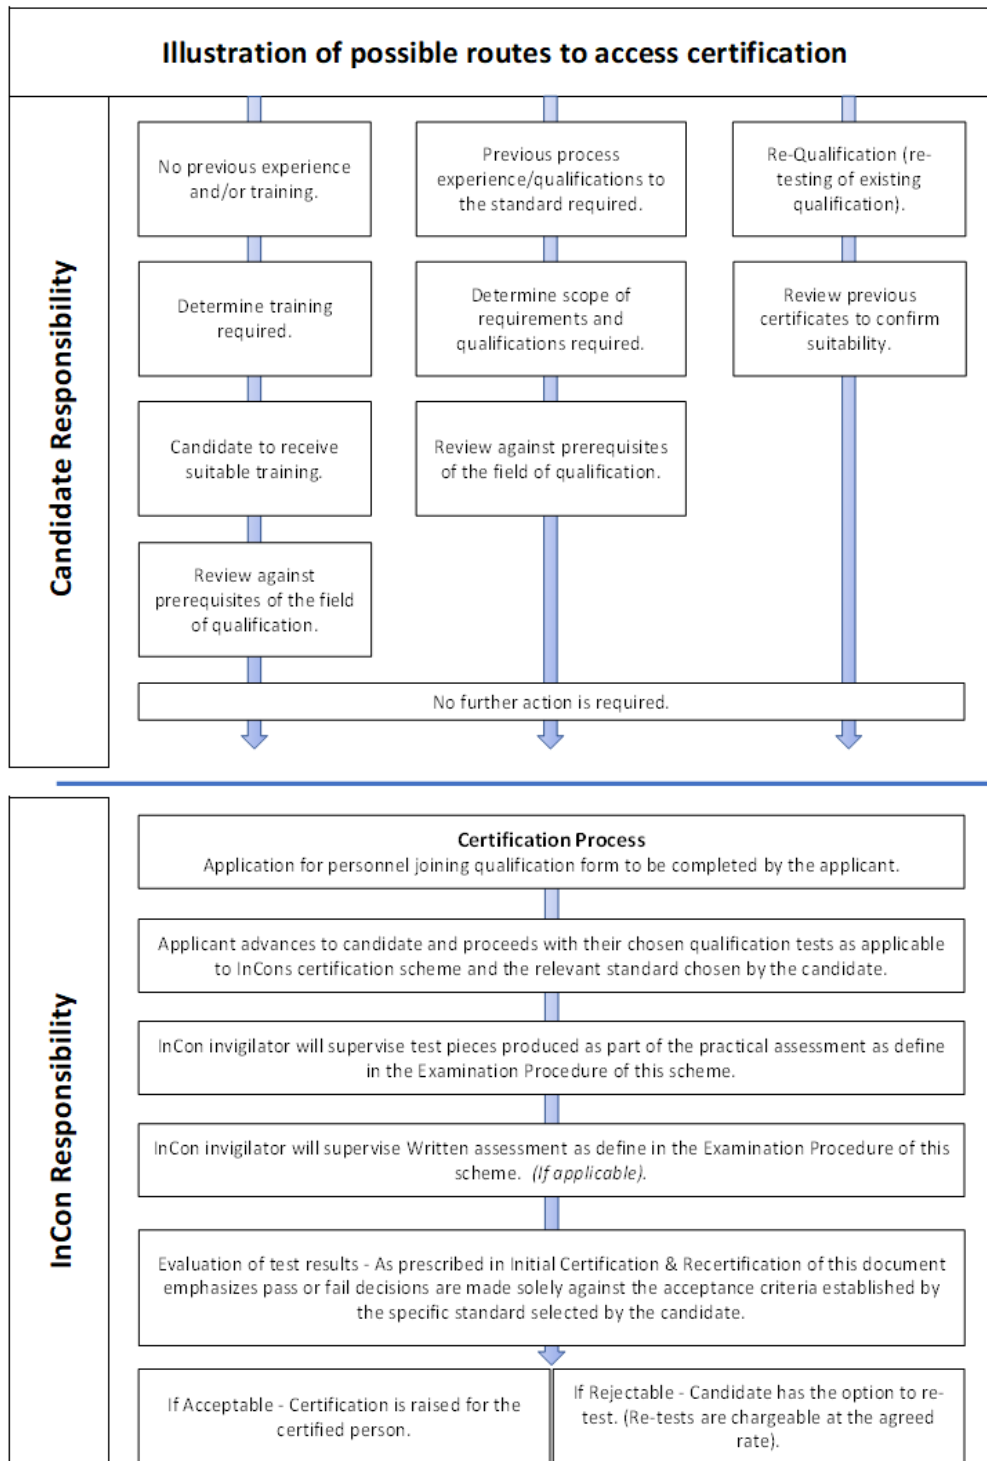 Illustration of possible routes to access certification
Candidate Responsibility
No previous experience
and/or training.
Determine training
required.
Candidate to receive
suitable training.
Review against
prerequisites of the field
of qualification.
Previous process
experience/qualifications to
the standard required.
Determine scope of
requirements and
qualifications required.
Review against prerequisites
of the field of qualification.
Re-Qualification (re-
testing of existing
qualification).
Review previous
certificates to confirm
suitability.
No further action is required.
InCon Responsibility
Certification Process
Application for personnel joining qualification form to be completed by the applicant.
Applicant advances to candidate and proceeds with their chosen qualification tests as applicable
to InCons certification scheme and the relevant standard chosen by the candidate.
InCon invigilator will supervise test pieces produced as part of the practical assessment as define
in the Examination Procedure of this scheme.
InCon invigilator will supervise Written assessment as define in the Examination Procedure of this
scheme. (If applicable).
Evaluation of test results - As prescribed in Initial Certification & Recertification of this document
emphasizes pass or fail decisions are made solely against the acceptance criteria established by
the specific standard selected by the candidate.
If Acceptable - Certification is raised for the
certified person.
If Rejectable - Candidate has the option to re-
test. (Re-tests are chargeable at the agreed
rate).